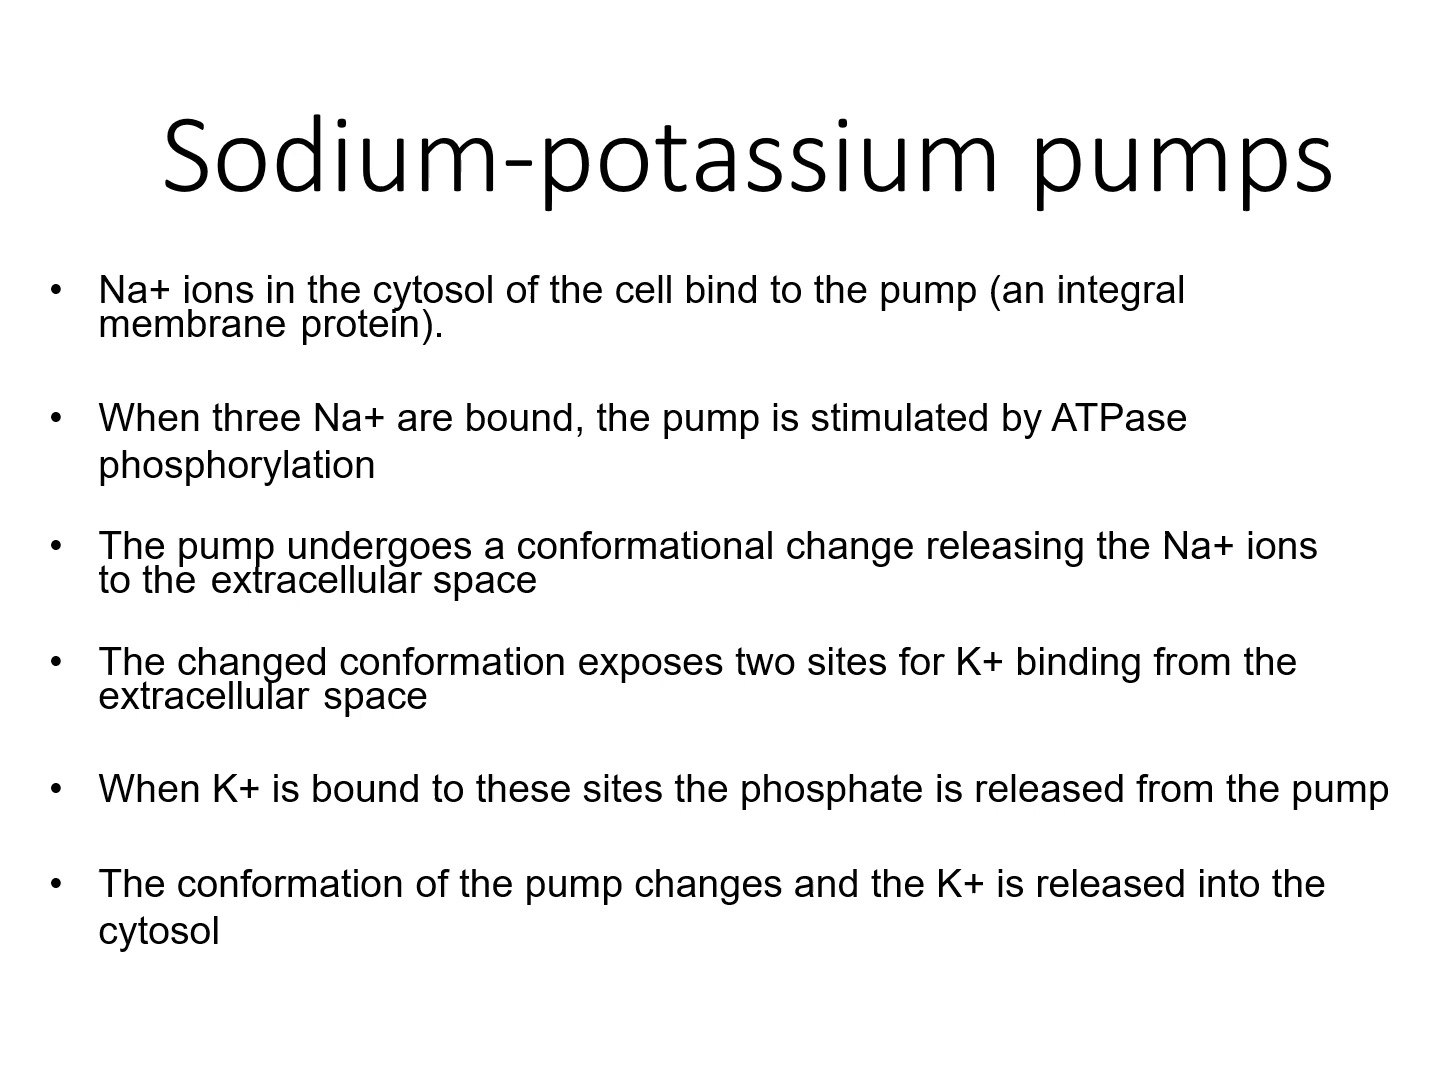 Sodium-potassium pumps
• Na+ ions in the cytosol of the cell bind to the pump (an integral
membrane protein).
• When three Na+ are bound, the pump is stimulated by ATPase
phosphorylation
• The pump undergoes a conformational change releasing the Na+ ions
to the extracellular space
• The changed conformation exposes two sites for K+ binding from the
extracellular space
• When K+ is bound to these sites the phosphate is released from the pump
• The conformation of the pump changes and the K+ is released into the
cytosol